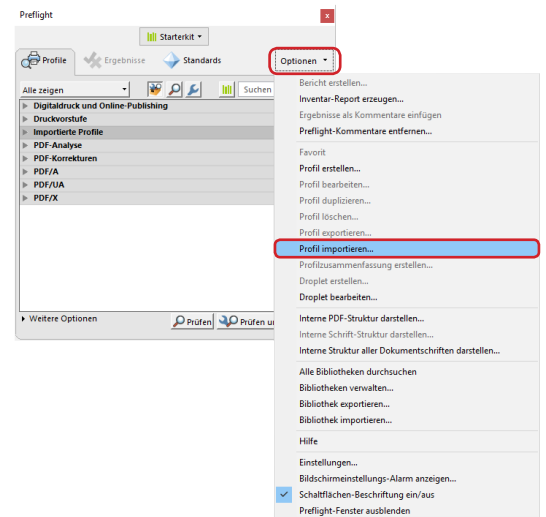 Preflight
x
Starterkit
Profile
Ergebnisse
Standards
Optionen
Alle zeigen
Suchen
Digitaldruck und Online-Publishing
Druckvorstufe
Importierte Profile
PDF-Analyse
PDF-Korrekturen
PDF/A
PDF/UA
PDF/X
Weitere Optionen
Prüfen
Prüfen u
Bericht erstellen...
Inventar-Report erzeugen...
Ergebnisse als Kommentare einfügen
Preflight-Kommentare entfernen...
Favorit
Profil erstellen...
Profil bearbeiten...
Profil duplizieren...
Profil löschen...
Profil exportieren...
Profil importieren...
Profilzusammenfassung erstellen...
Droplet erstellen...
Droplet bearbeiten...
Interne PDF-Struktur darstellen...
Interne Schrift-Struktur darstellen...
Interne Struktur aller Dokumentschriften darstellen...
Alle Bibliotheken durchsuchen
Bibliotheken verwalten...
Bibliothek exportieren...
Bibliothek importieren...
Hilfe
Einstellungen...
Bildschirmeinstellungs-Alarm anzeigen...
Schaltflächen-Beschriftung ein/aus
Preflight-Fenster ausblenden